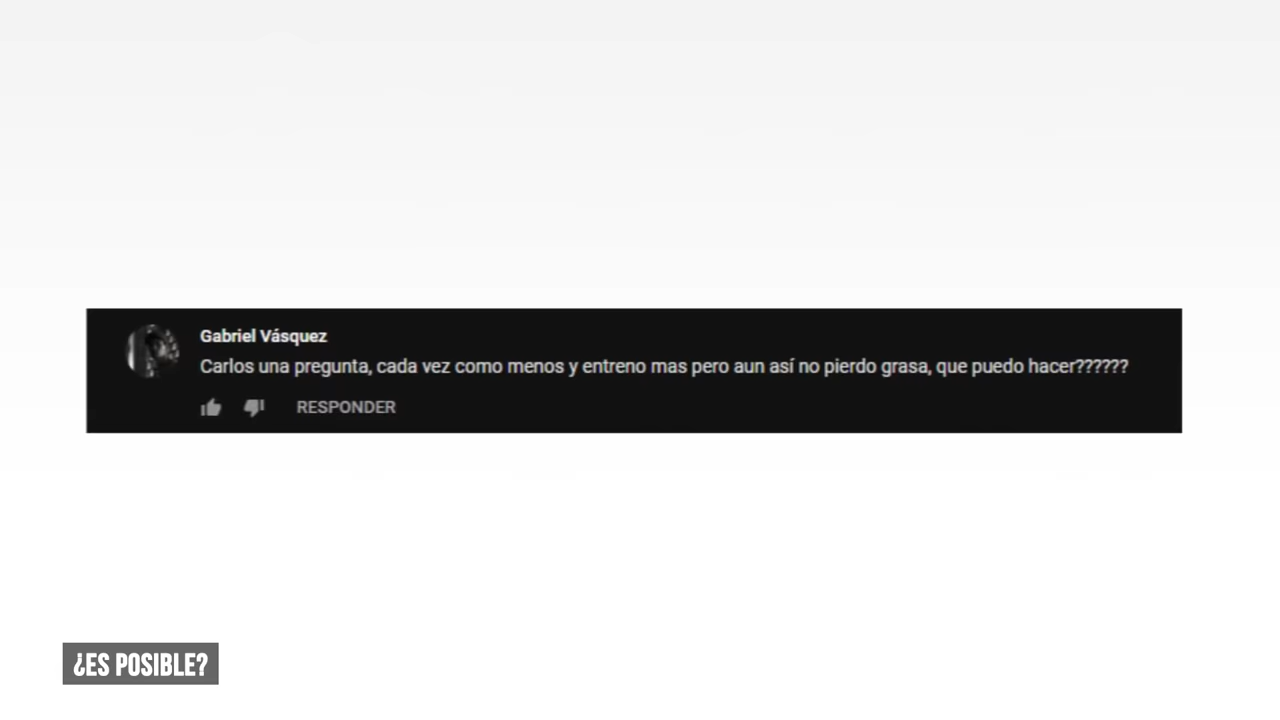 Gabriel Vásquez
Carlos una pregunta, cada vez como menos y entreno mas pero aun así no pierdo grasa, que puedo hacer??????
RESPONDER
¿ES POSIBLE?